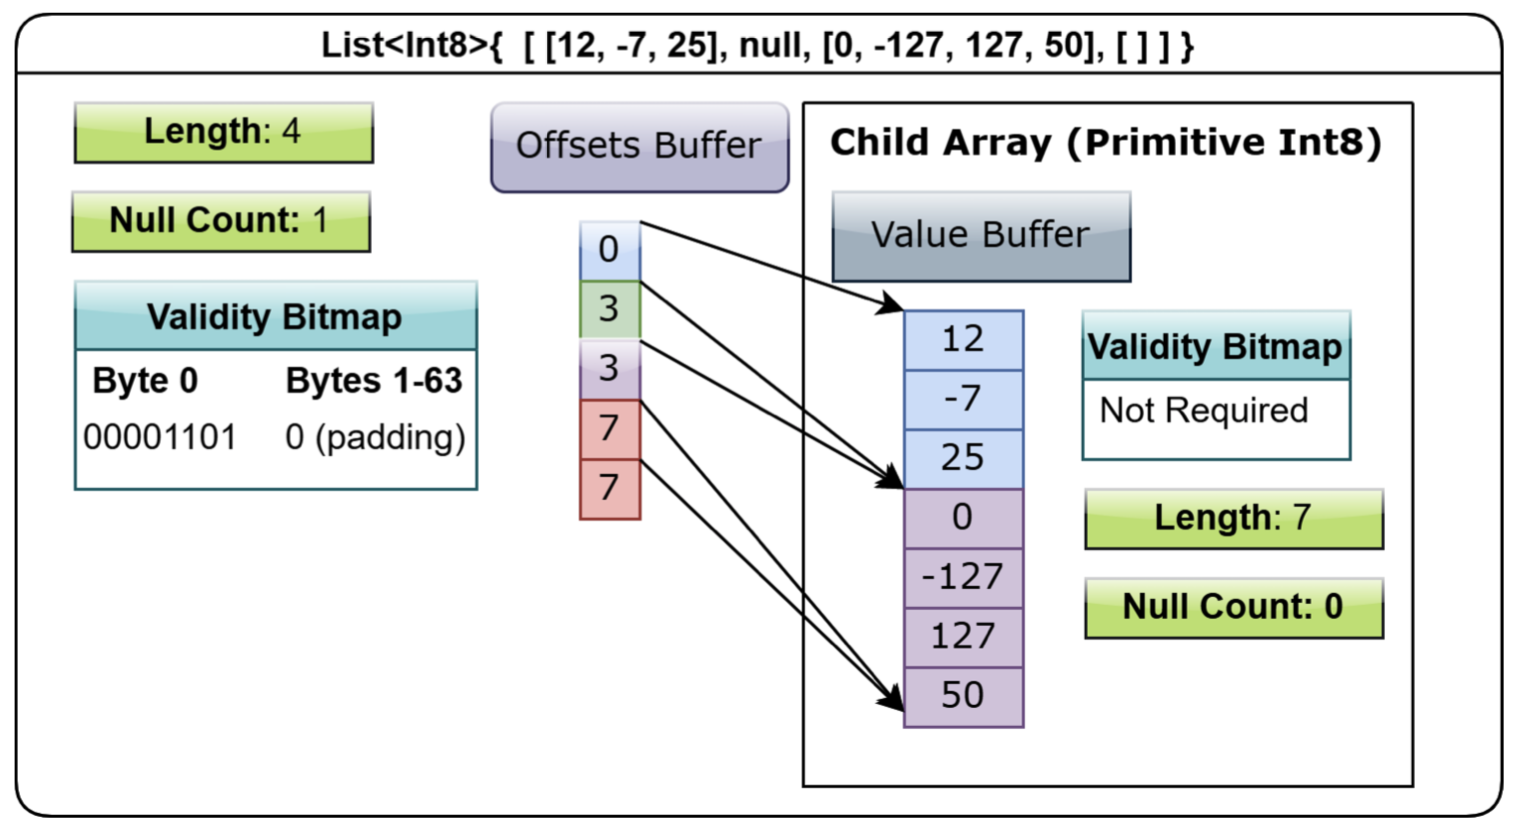 List<Int8>{ [ [12, -7, 25], null, [0, -127, 127, 50], [ ] ] }
Length: 4
Null Count: 1
Validity Bitmap
Byte 0 Bytes 1-63
00001101 0 (padding)
Offsets Buffer
0
3
3
7
7
Child Array (Primitive Int8)
Value Buffer
12
-7
25
0
-127
127
50
Validity Bitmap
Not Required
Length: 7
Null Count: 0